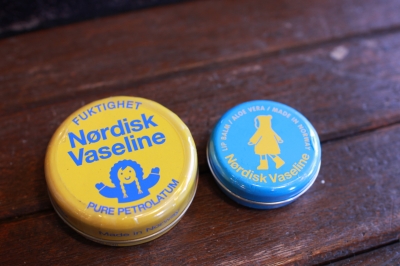 FUKTIGHET
Nørdisk
Vaseline
PURE PETROLATUM
LIP BALM / ALOE VERA / MADE IN NORWAY
Nørdisk Vaseline